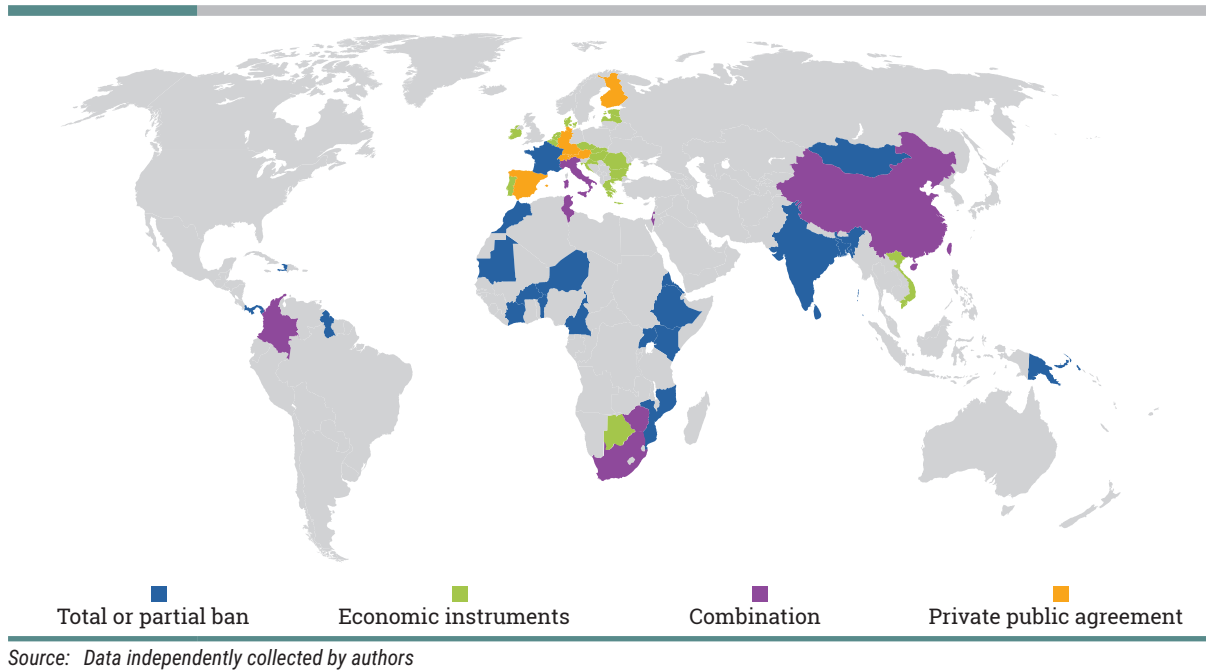 Total or partial ban
Economic instruments
Combination
Private public agreement
Source: Data independently collected by authors